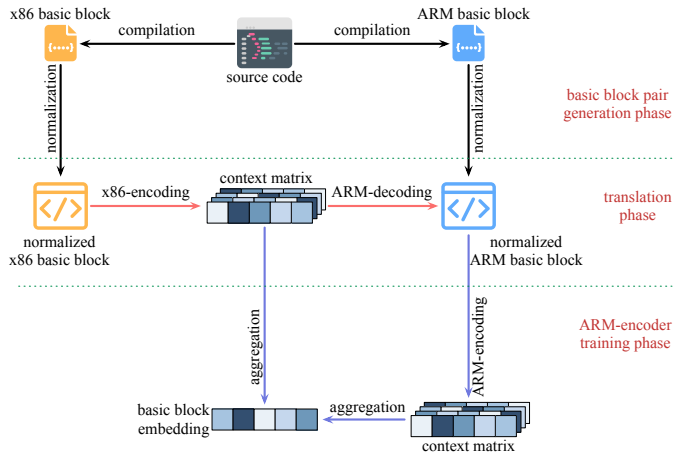 x86 basic block
compilation
compilation
ARM basic block
source code
normalization
normalization
basic block pair
generation phase
x86-encoding
context matrix
ARM-decoding
translation
phase
normalized
x86 basic block
normalized
ARM basic block
aggregation
ARM-encoding
ARM-encoder
training phase
basic block
embedding
aggregation
context matrix